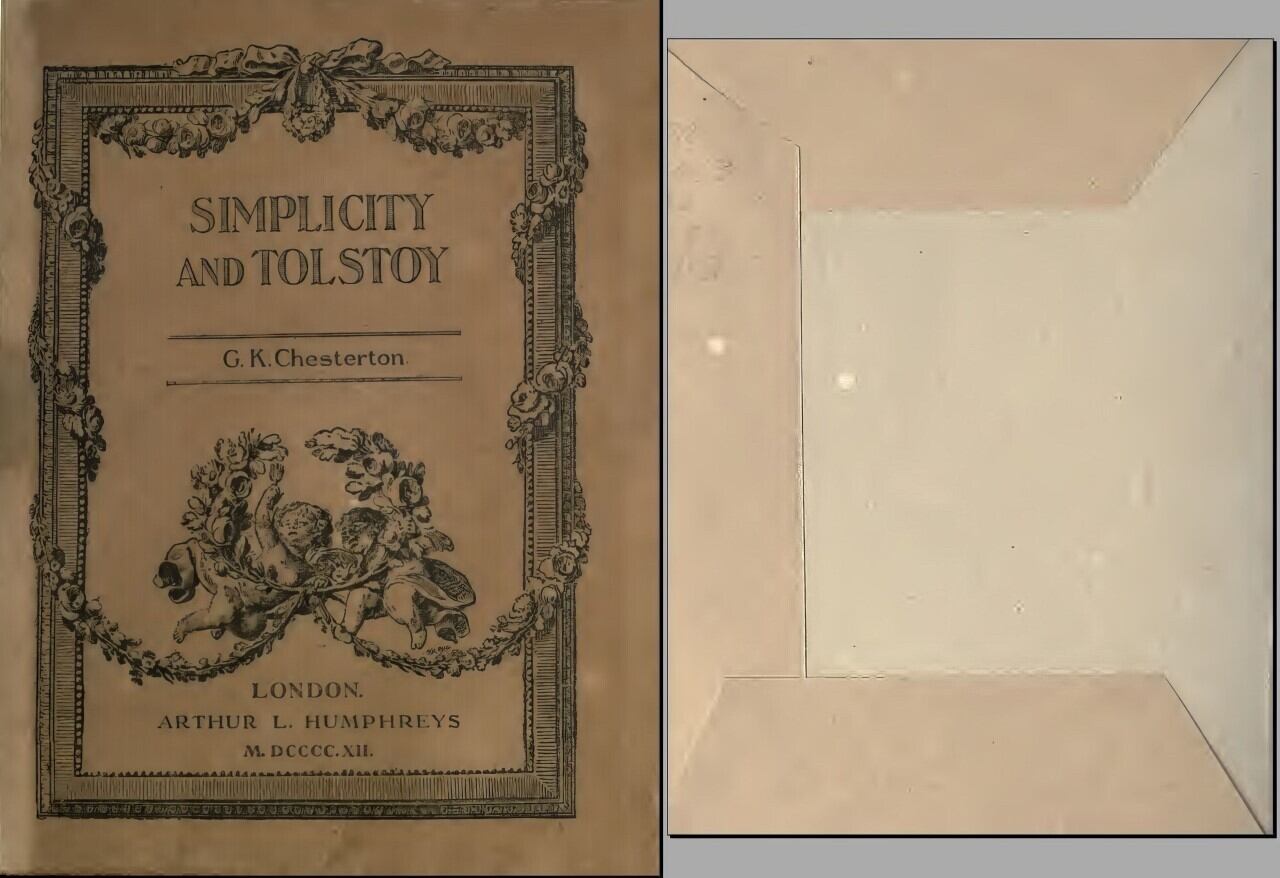 SIMPLICITY
AND TOLSTOY
G. K. Chesterton.
LONDON.
ARTHUR L. HUMPHREYS
M. DCCCC. XII.